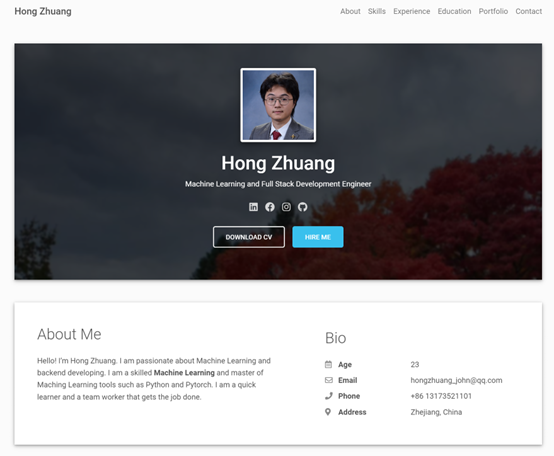 Hong Zhuang
About Skills Experience Education Portfolio Contact
Hong Zhuang
Machine Learning and Full Stack Development Engineer
DOWNLOAD CV HIRE ME
About Me
Hello! I'm Hong Zhuang. I am passionate about Machine Learning and
backend developing. I am a skilled Machine Learning and master of
Maching Learning tools such as Python and Pytorch. I am a quick
learner and a team worker that gets the job done.
Bio
Age 23
Email hongzhuang_john@qq.com
Phone +86 13173521101
Address Zhejiang, China